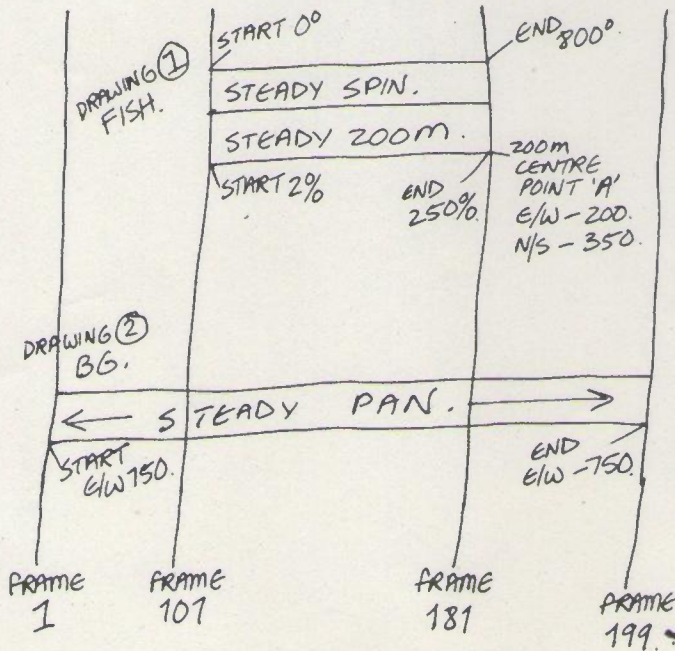 START 0°
END 800°
DRAWING ①
FISH.
STEADY SPIN.
STEADY ZOOM.
START 2%
END
250%.
ZOOM
CENTRE
POINT 'A'
E/W - 200.
N/S - 350.
DRAWING ②
BG.
STEADY PAN.
START
E/W 750.
END
E/W -750.
FRAME
1
FRAME
107
FRAME
181
FRAME
199.